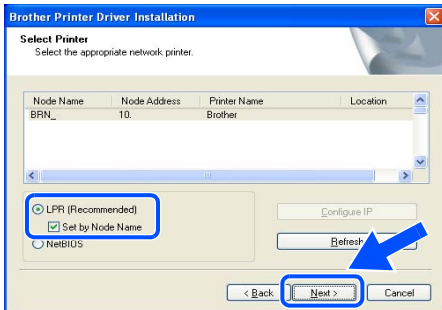 Brother Printer Driver Installation
Select Printer
Select the appropriate network printer.
Node Name Node Address Printer Name Location
BRN_ 10. Brother
LPR (Recommended)
Set by Node Name
NetBIOS
Configure IP
Refresh
< Back Next > Cancel